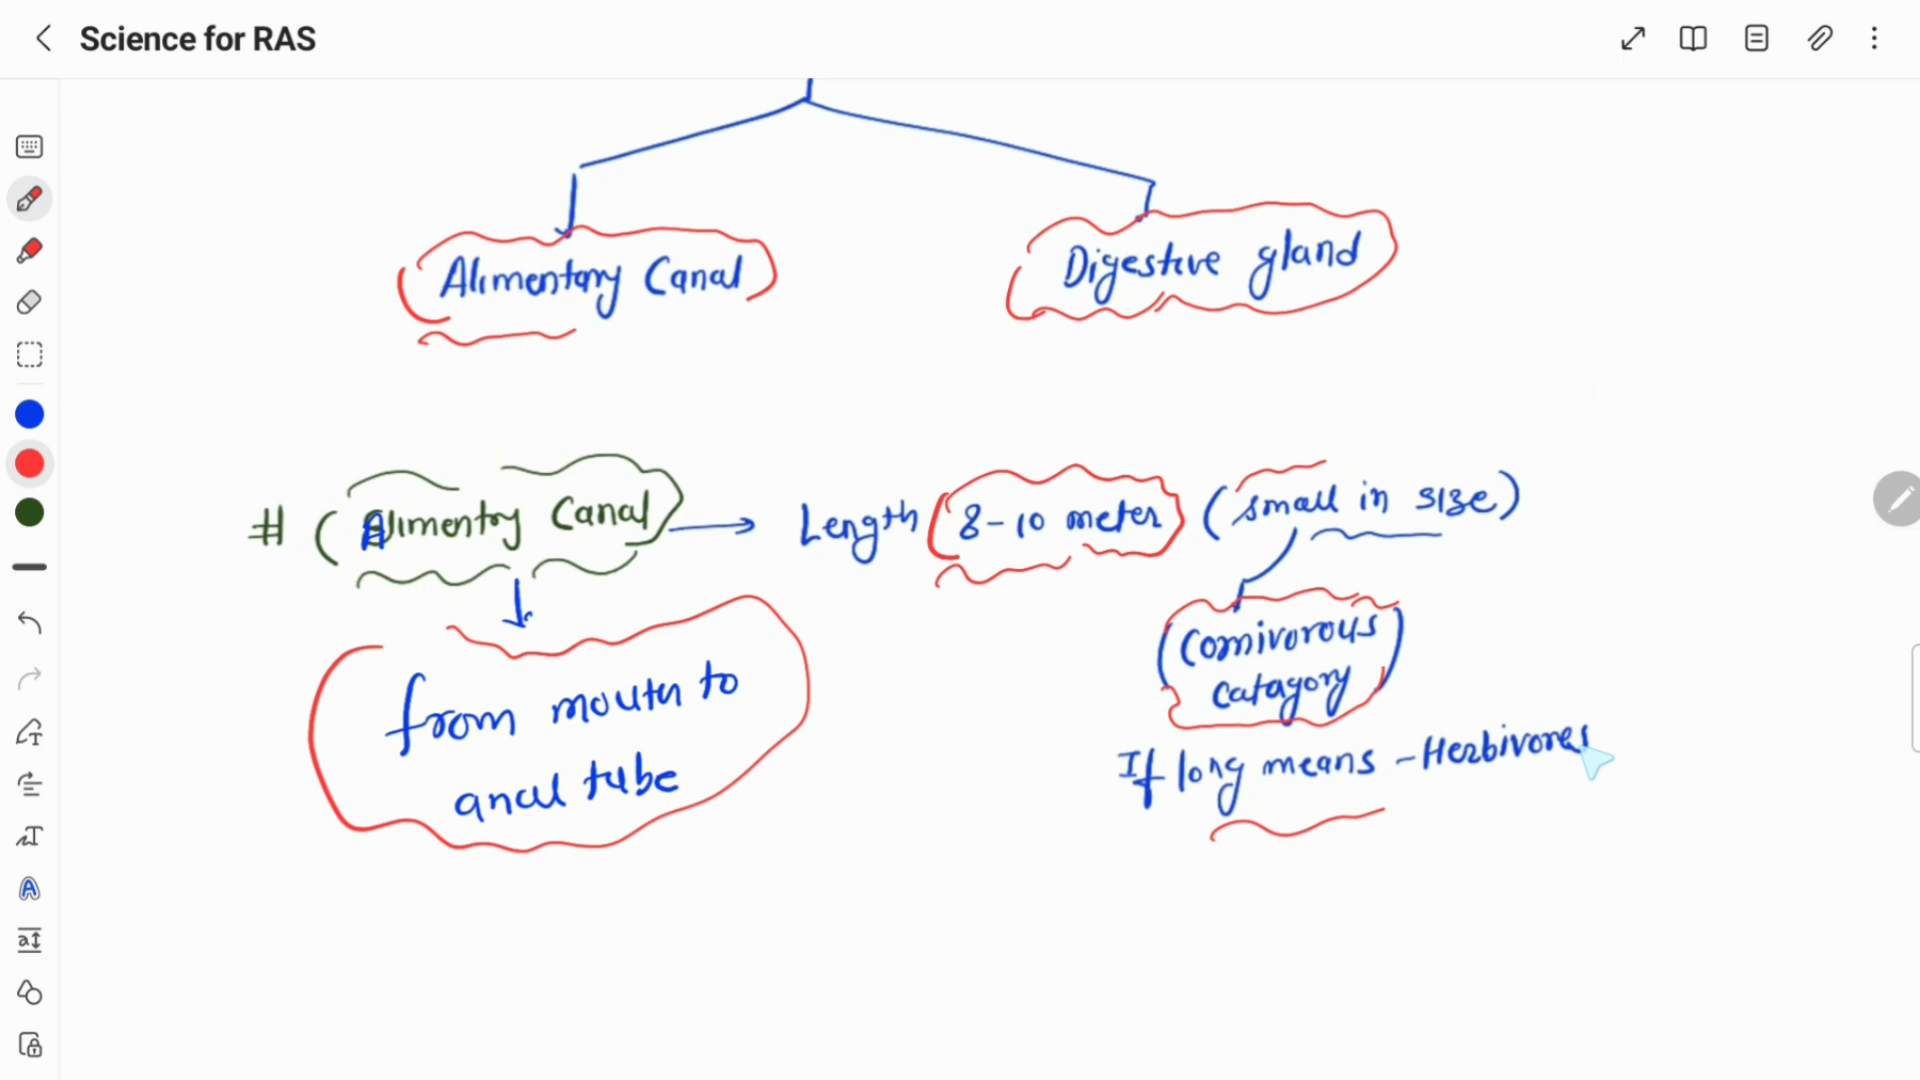 Science for RAS
Alimentary Canal
Digestive gland
# (Alimentry Canal) → Length (8-10 meter) (small in size)
from mouth to
anal tube
(Comivorous
catagory)
If long means - Herbivores